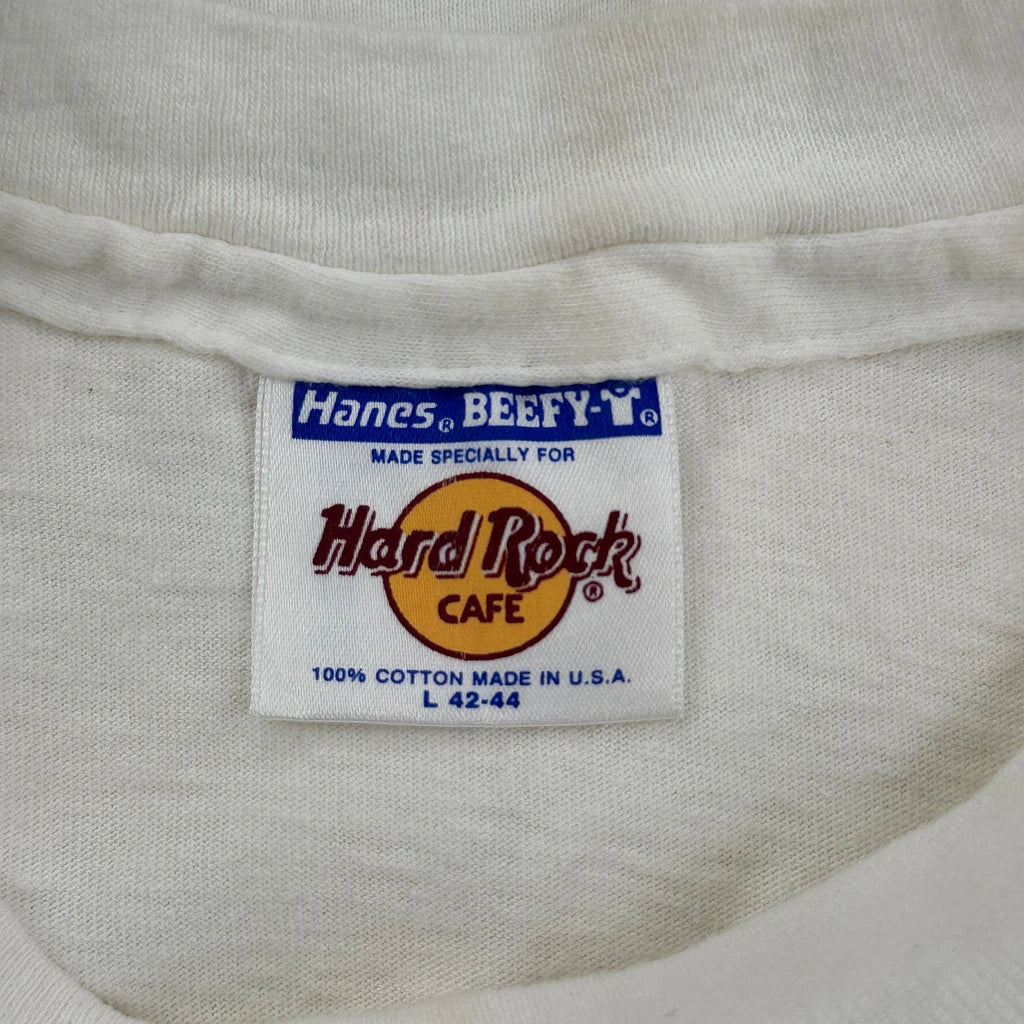 Hanes® BEEFY-T®
MADE SPECIALLY FOR
Hard Rock®
CAFE
100% COTTON MADE IN U.S.A.
L 42-44